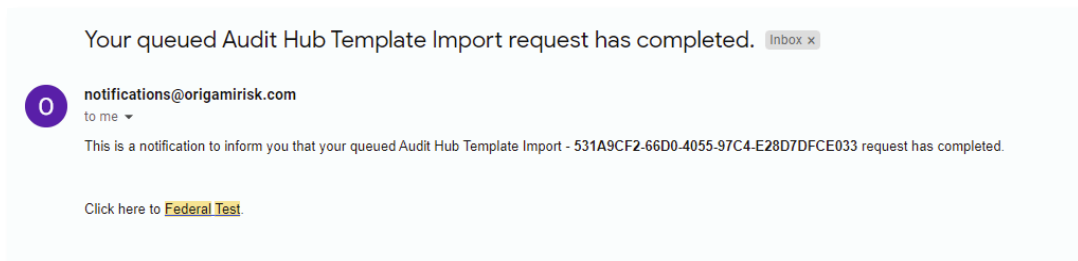 Your queued Audit Hub Template Import request has completed. Inbox ×
O
notifications@origamirisk.com
to me
This is a notification to inform you that your queued Audit Hub Template Import - 531A9CF2-66D0-4055-97C4-E28D7DFCE033 request has completed.
Click here to Federal Test.